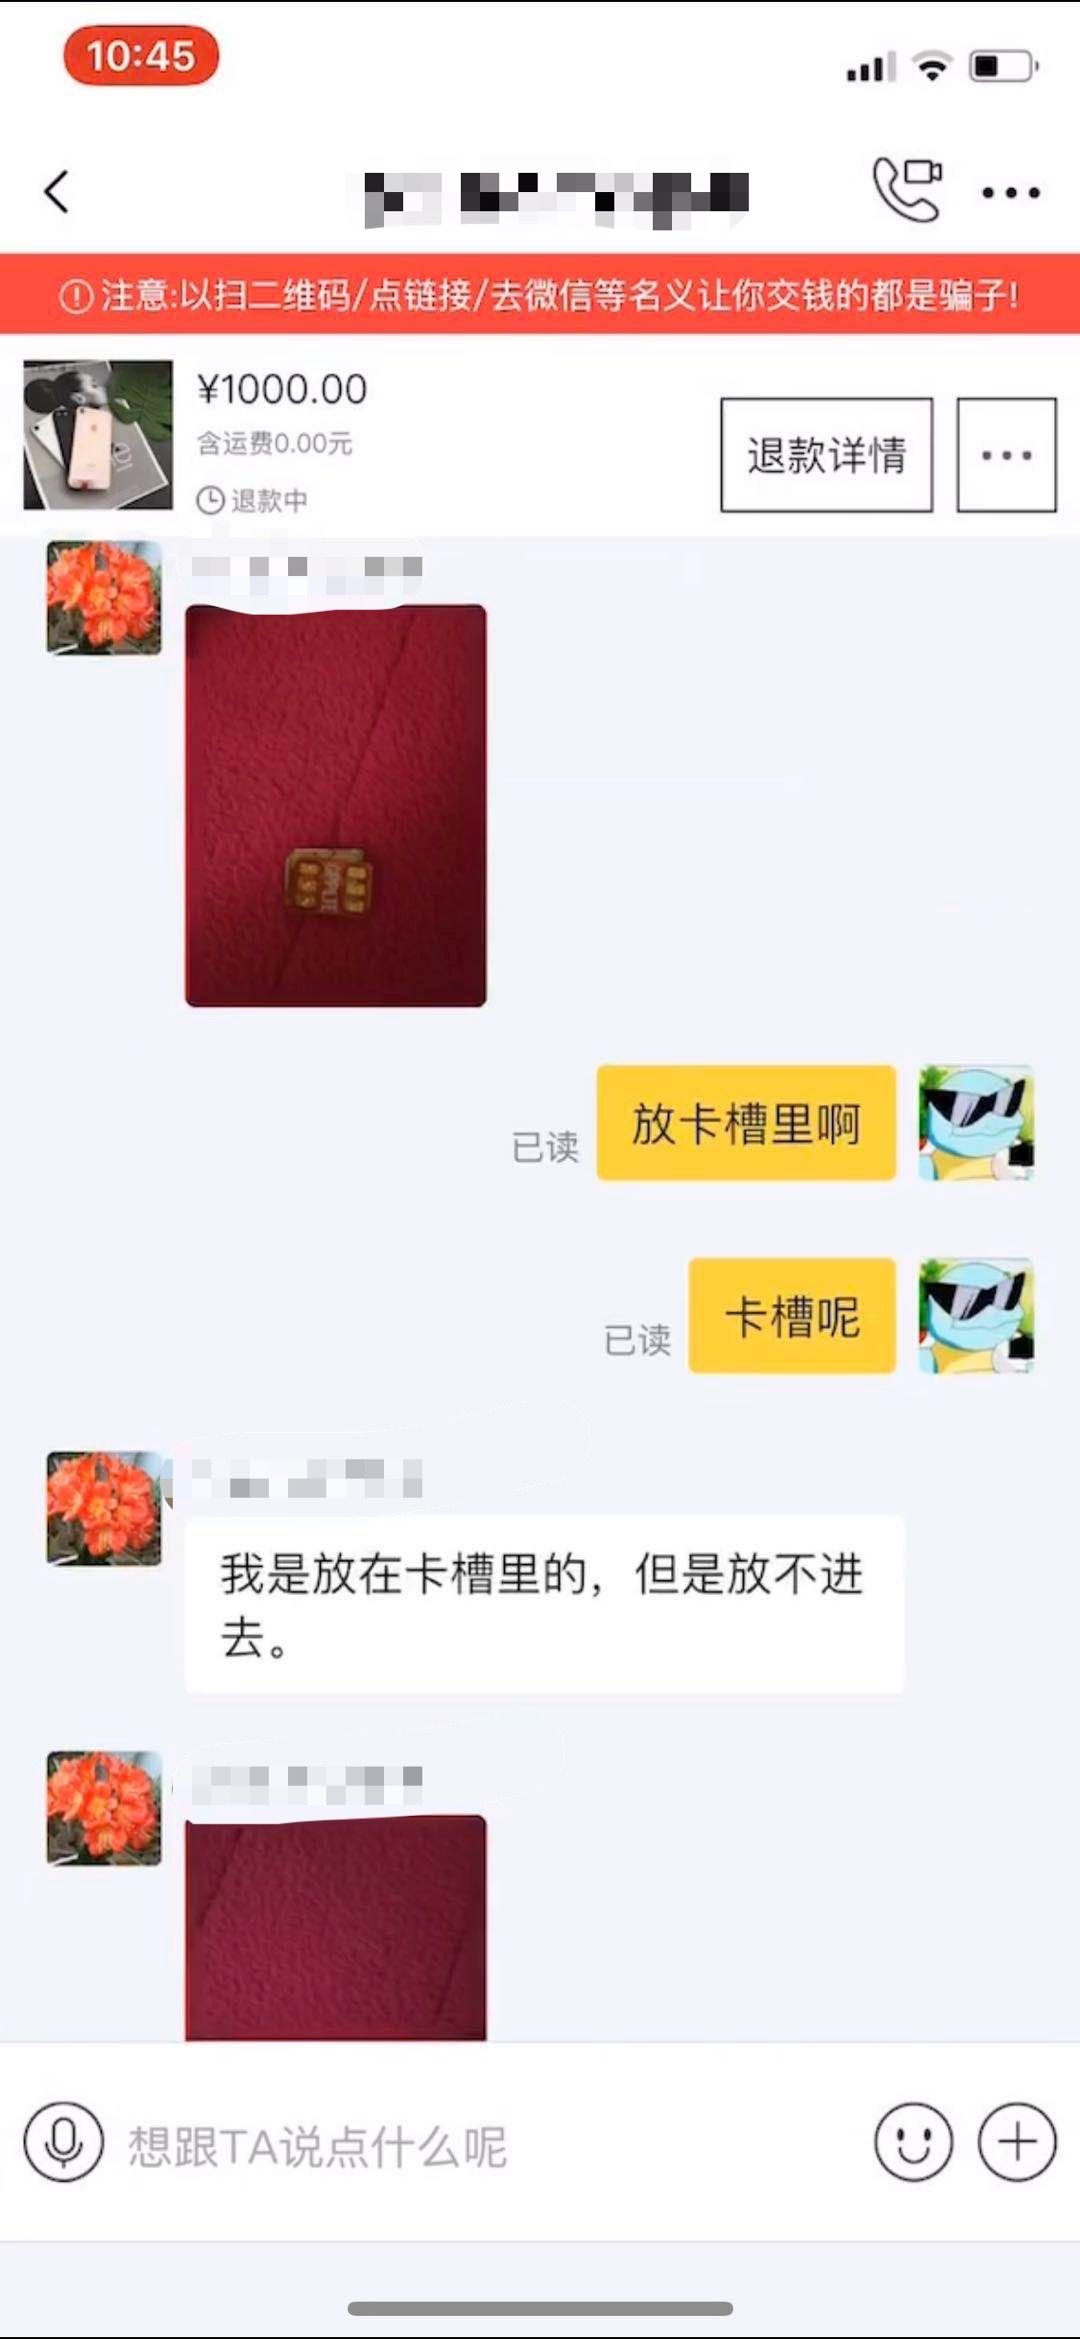 10:45
注意:以扫二维码/点链接/去微信等名义让你交钱的都是骗子!
¥1000.00
含运费0.00元
退款中
退款详情
放卡槽里啊
已读
卡槽呢
已读
我是放在卡槽里的，但是放不进
去。
想跟TA说点什么呢